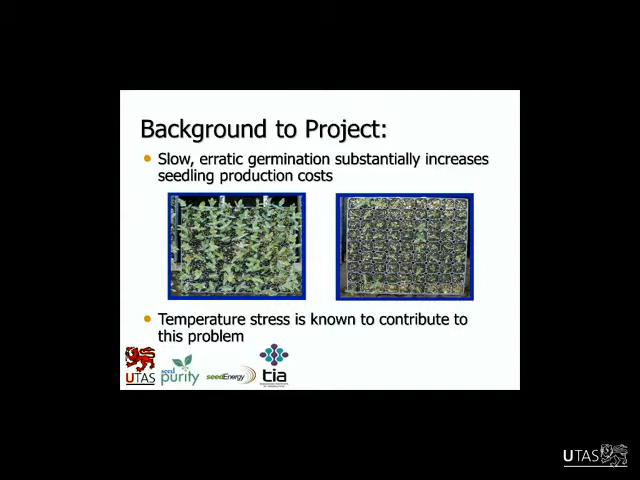 Background to Project:
Slow, erratic germination substantially increases
seedling production costs
Temperature stress is known to contribute to
this problem
UTAS
seed
purity
seedEnergy
tia
UTAS